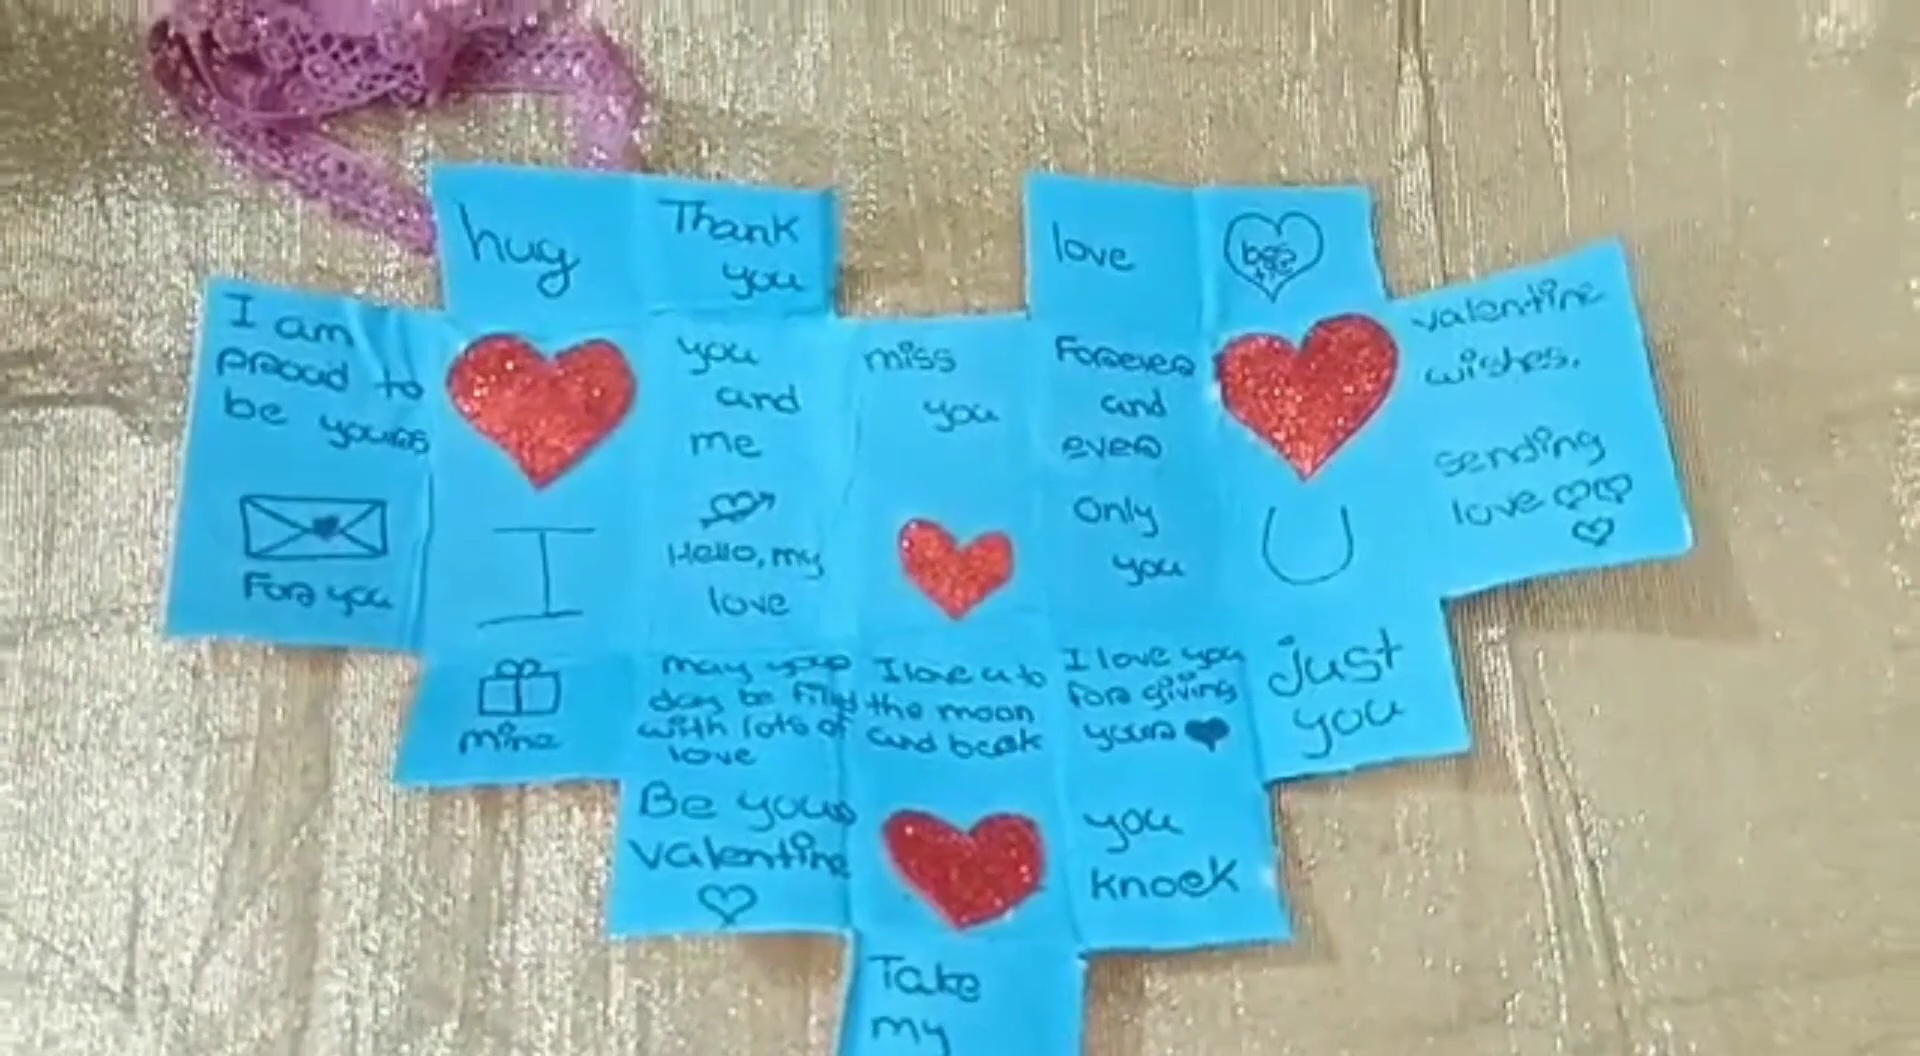 hug
Thank
you
love
I am
proud to
be yours
For you
you
and
me
Hello, my
love
miss
you
Forever
and
ever
Only
you
valentine
wishes.
sending
love
I
U
mine
may your
day be filled
with lots of
love
I love u to
the moon
and back
I love you
for giving
yours
just
you
Be your
valentine
you
knock
Take
my